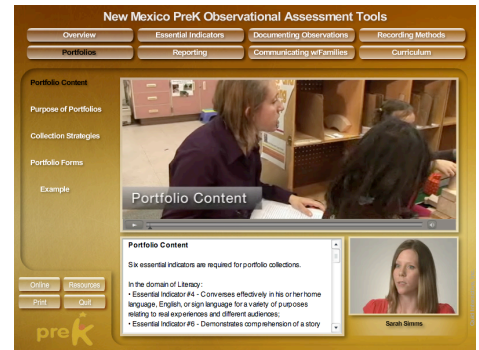 New Mexico PreK Observational Assessment Tools
Overview
Essential Indicators
Documenting Observations
Recording Methods
Portfolios
Reporting
Communicating w/Families
Curriculum
Portfolio Content
Purpose of Portfolios
Collection Strategies
Portfolio Forms
Example
Portfolio Content
Portfolio Content
Six essential indicators are required for portfolio collections.
In the domain of Literacy:
• Essential Indicator #4 - Converses effectively in his or her home
language, English, or sign language for a variety of purposes
relating to real experiences and different audiences;
• Essential Indicator #6 - Demonstrates comprehension of a story
Online
Resources
Print
Quit
preK
Sarah Simms